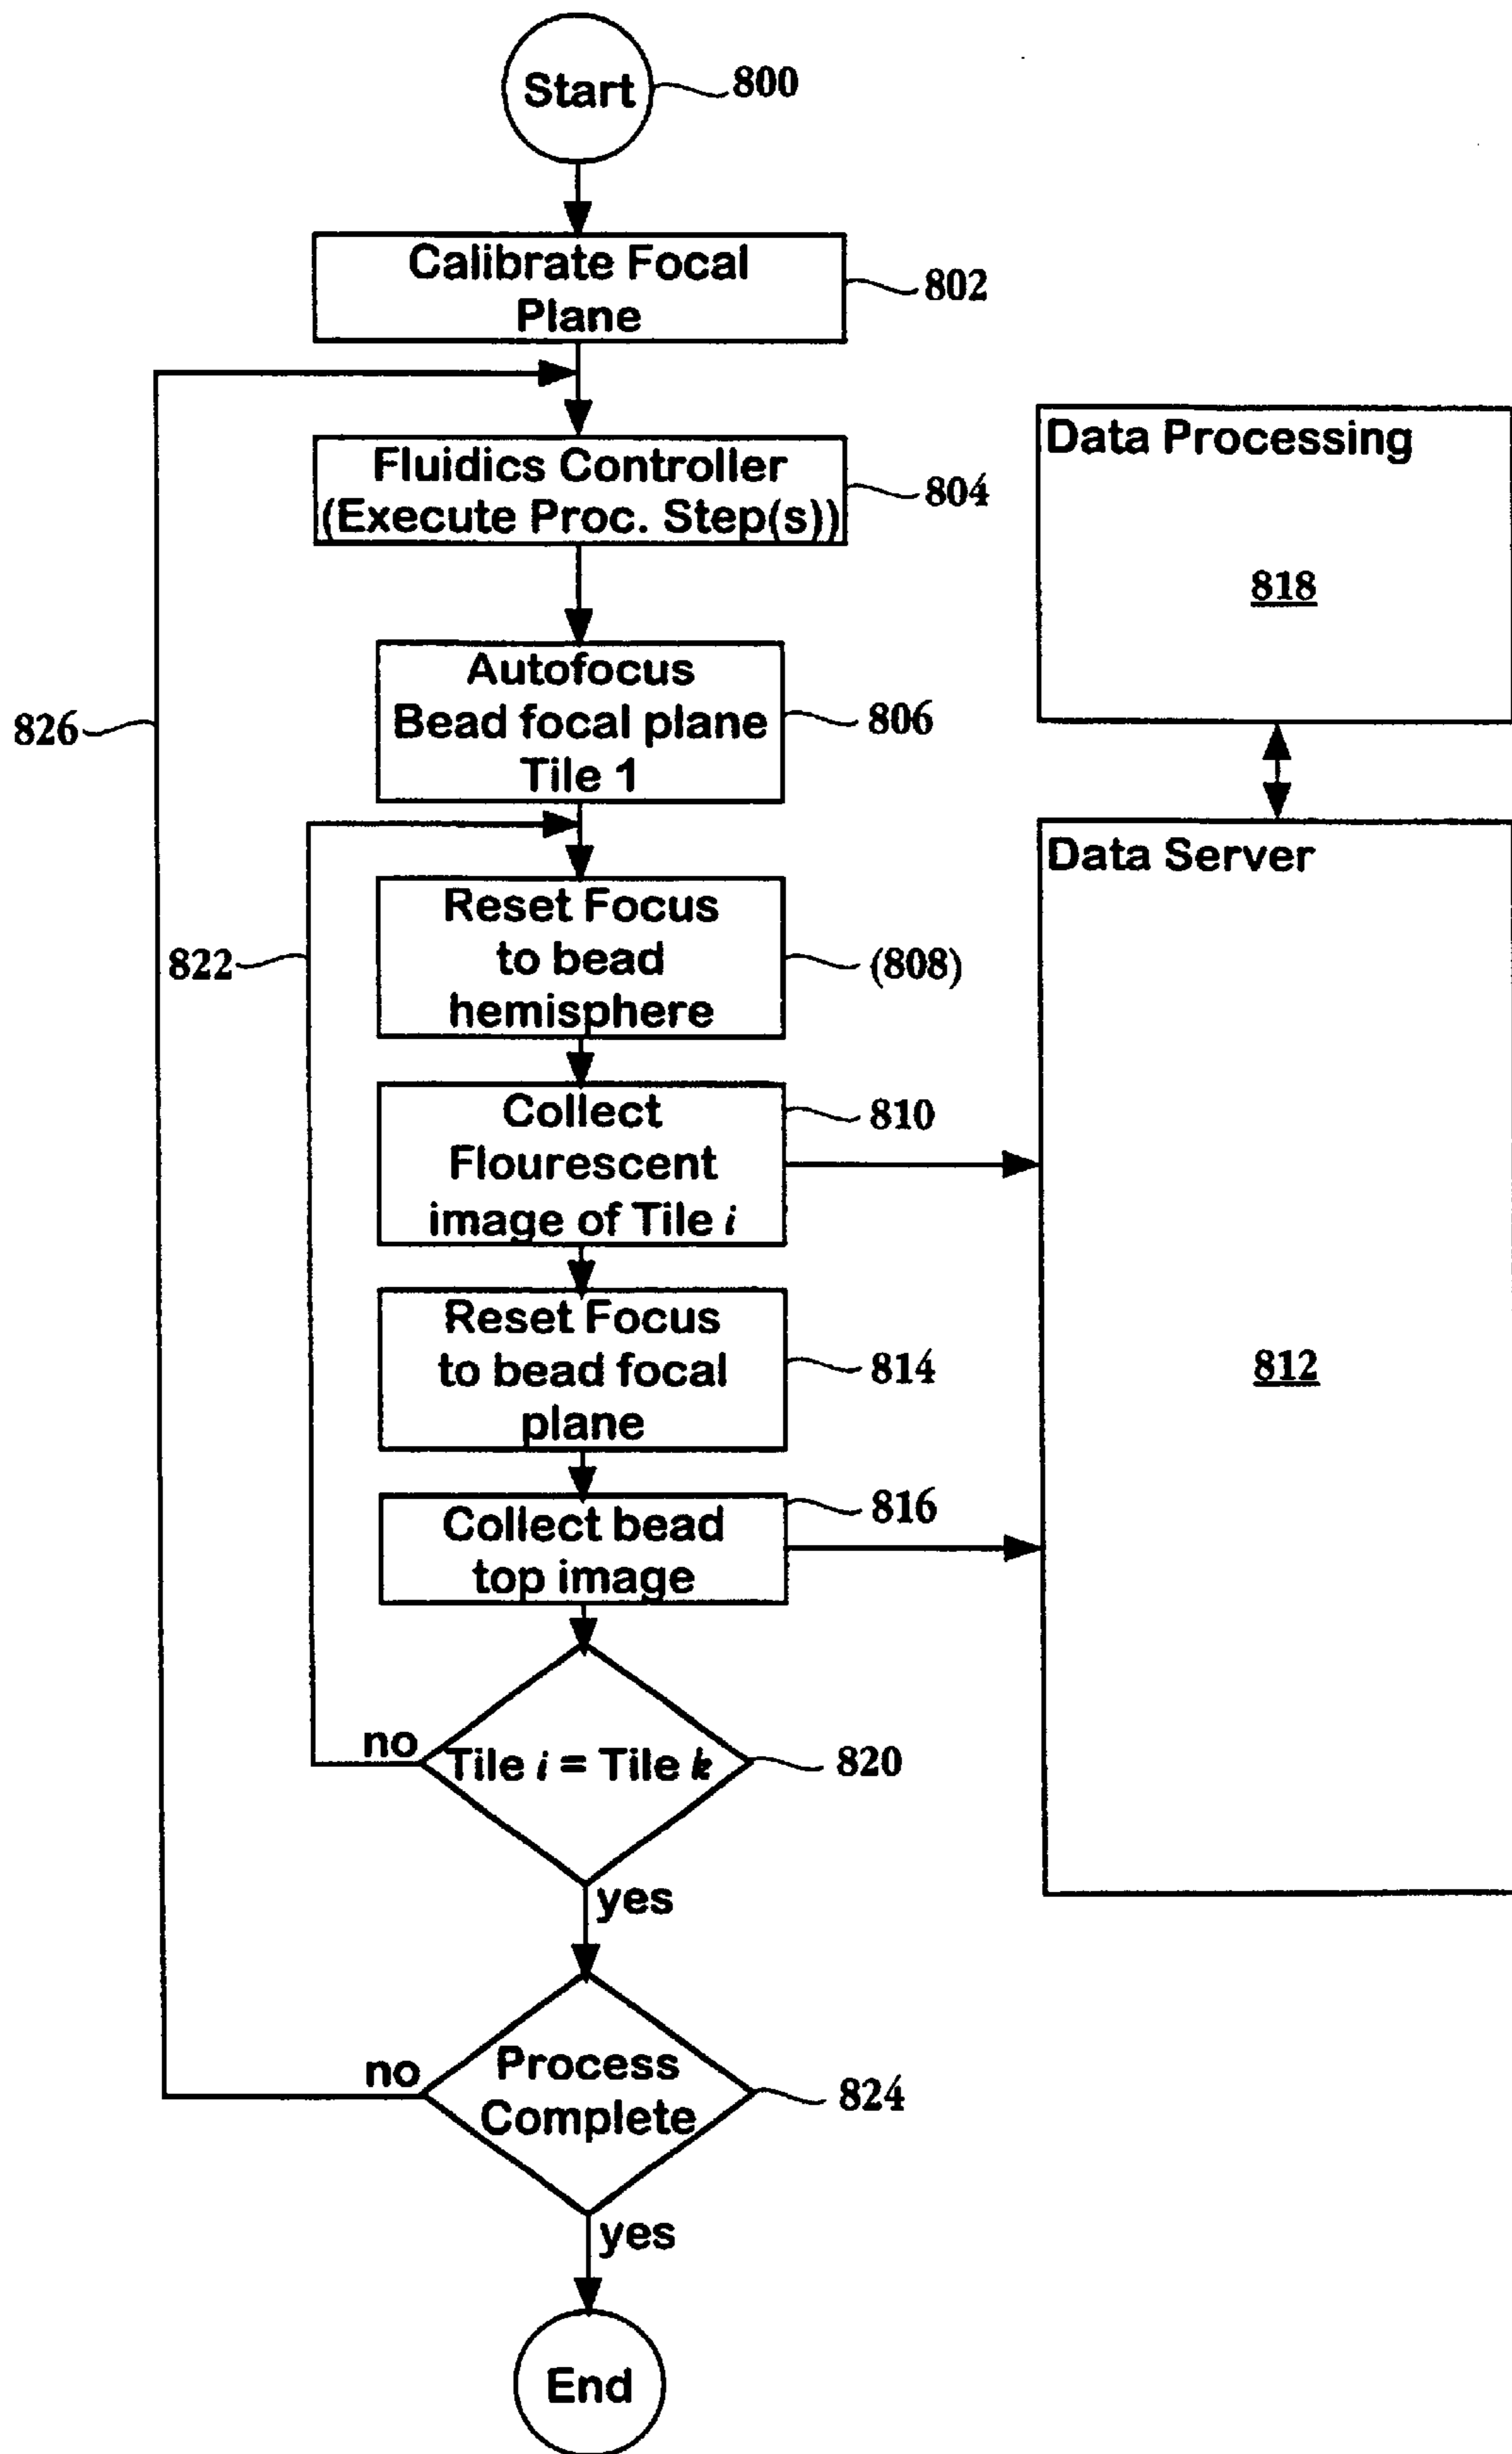 Start
800
Calibrate Focal
Plane
802
Fluidics Controller
(Execute Proc. Step(s))
804
Data Processing
818
Autofocus
Bead focal plane
Tile 1
806
826
Data Server
812
Reset Focus
to bead
hemisphere
(808)
822
Collect
Flourescent
image of Tile i
810
Reset Focus
to bead focal
plane
814
Collect bead
top image
816
no
Tile i = Tile k
820
yes
no
Process
Complete
824
yes
End